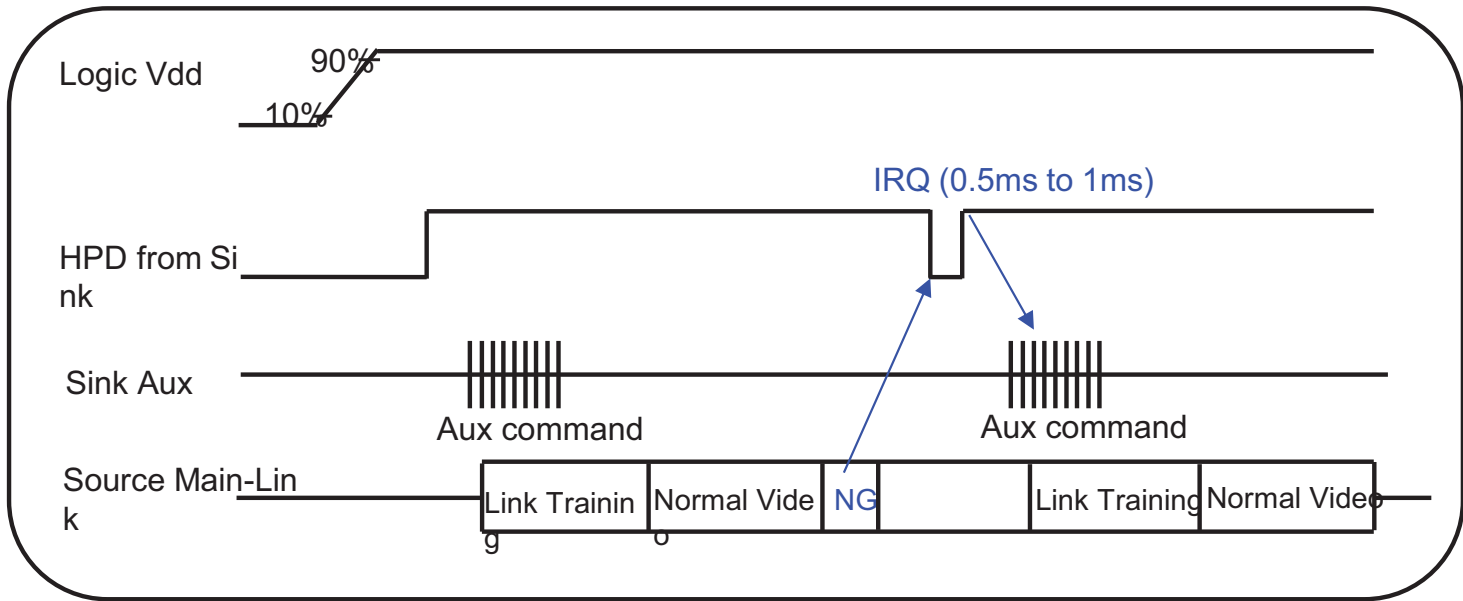 Logic Vdd
90%
10%
IRQ (0.5ms to 1ms)
HPD from Si
nk
Sink Aux
Aux command
Aux command
Source Main-Lin
k
Link Trainin
g
Normal Vide
o
NG
Link Training
Normal Video